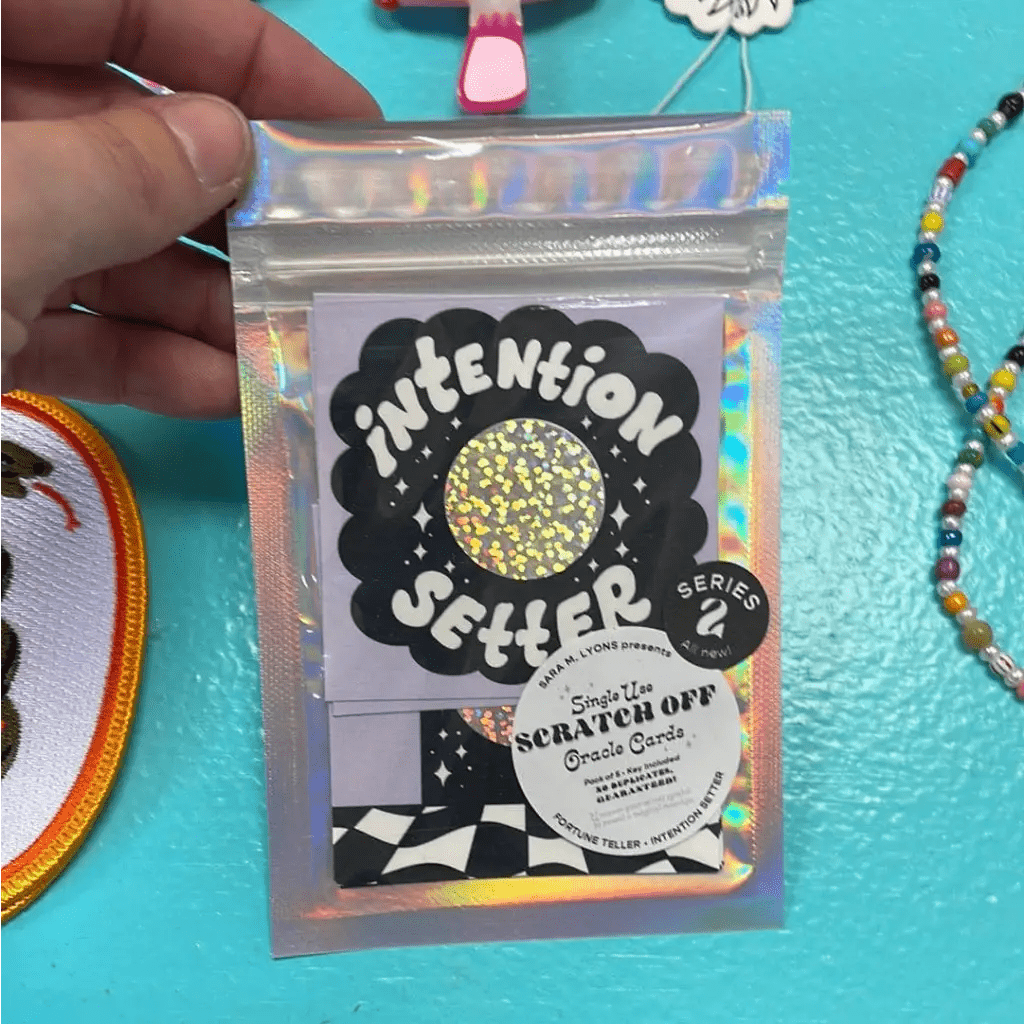 iNtENtioN
SEttER
SERIES
2
All new!
SARA M. LYONS presents
Single Use
SCRATCH OFF
Oracle Cards
Pack of 5 • Key Included
NO DUPLICATES,
GUARANTEED!
FORTUNE TELLER • INTENTION SETTER